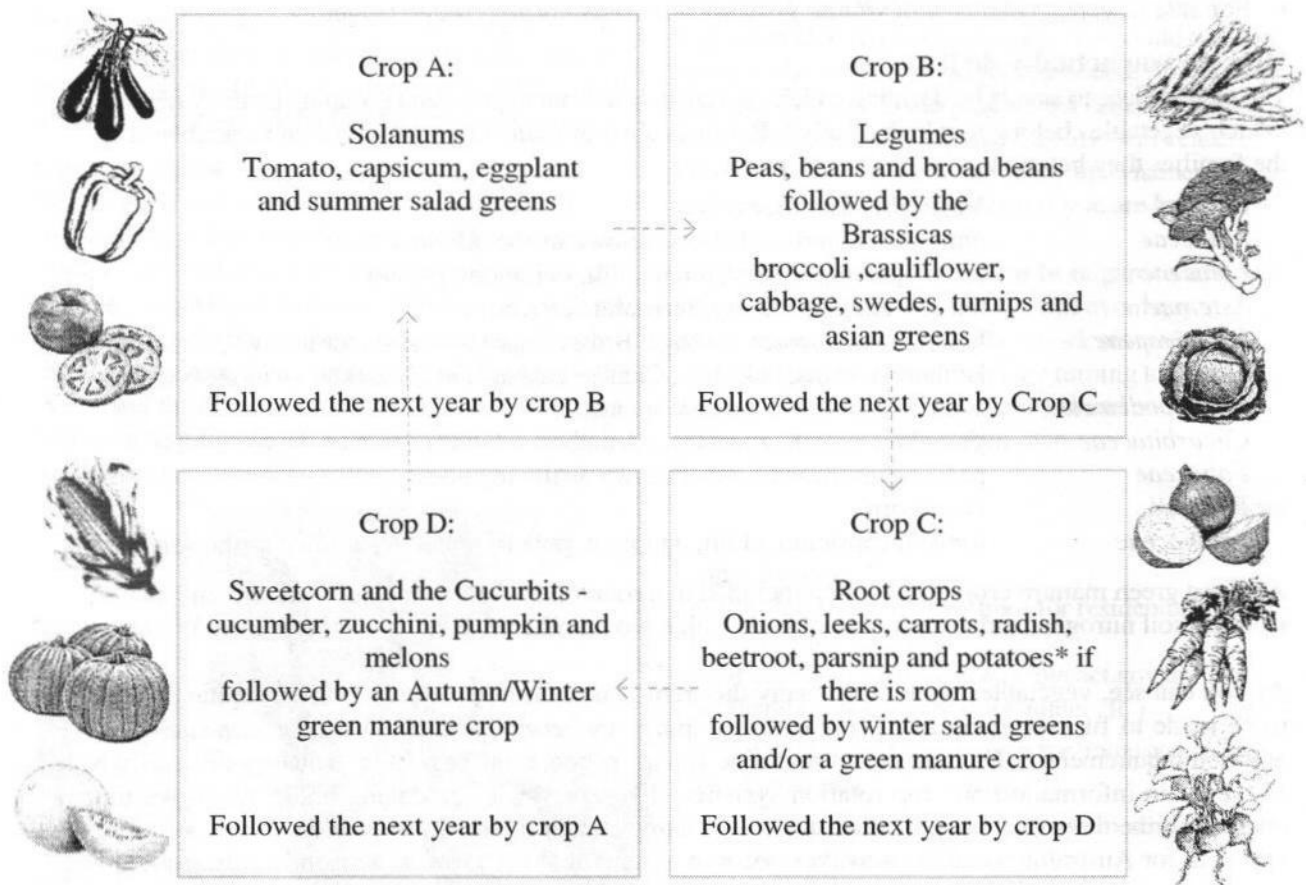 Crop A:
Solanums
Tomato, capsicum, eggplant
and summer salad greens
Followed the next year by crop B
Crop B:
Legumes
Peas, beans and broad beans
followed by the
Brassicas
broccoli ,cauliflower,
cabbage, swedes, turnips and
asian greens
Followed the next year by Crop C
Crop D:
Sweetcorn and the Cucurbits -
cucumber, zucchini, pumpkin and
melons
followed by an Autumn/Winter
green manure crop
Followed the next year by crop A
Crop C:
Root crops
Onions, leeks, carrots, radish,
beetroot, parsnip and potatoes* if
there is room
followed by winter salad greens
and/or a green manure crop
Followed the next year by crop D